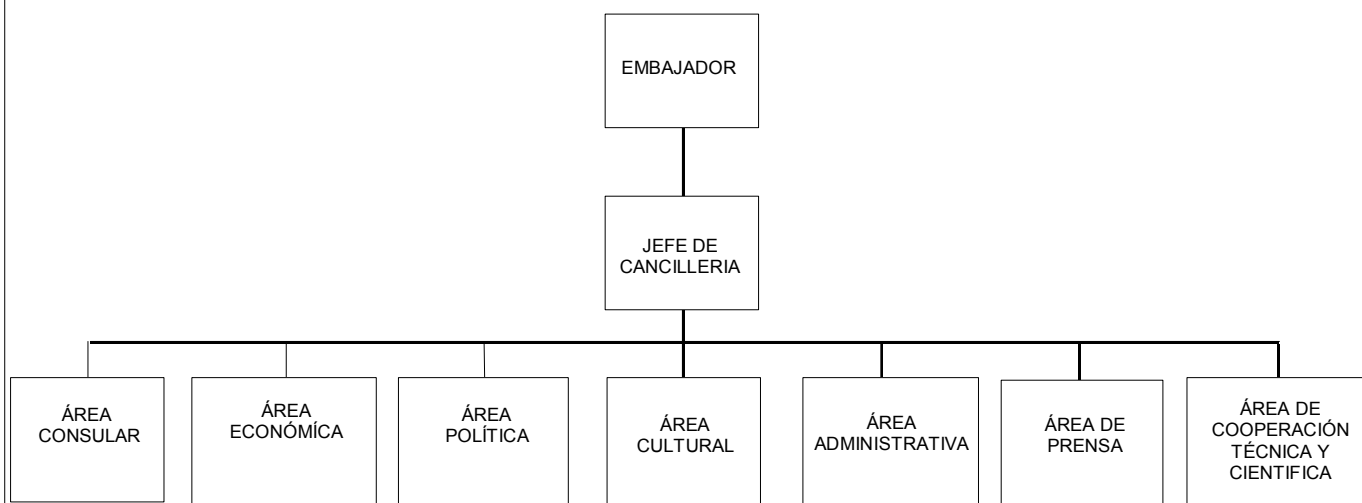 EMBAJADOR
JEFE DE
CANCILLERIA
ÁREA
CONSULAR
ÁREA
ECONÓMÍCA
ÁREA
POLÍTICA
ÁREA
CULTURAL
ÁREA
ADMINISTRATIVA
ÁREA DE
PRENSA
ÁREA DE
COOPERACIÓN
TÉCNICA Y
CIENTIFICA